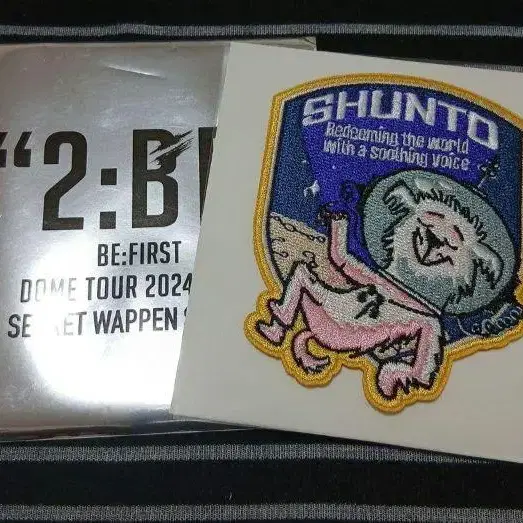 "2:B
BE:FIRST
DOME TOUR 2024
WAPPEN
SHUNTO
Redeeming the world
with a soothing voice